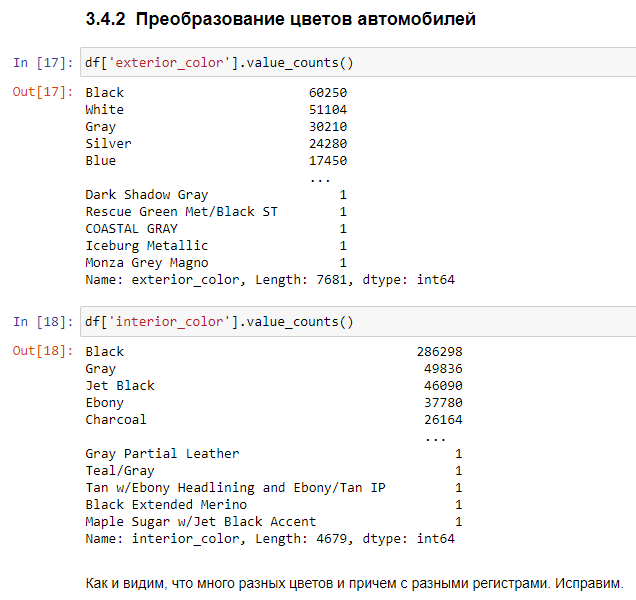 3.4.2 Преобразование цветов автомобилей
In [17]: df['exterior_color'].value_counts()
Out[17]: Black 60250
White 51104
Gray 30210
Silver 24280
Blue 17450
...
Dark Shadow Gray 1
Rescue Green Met/Black ST 1
COASTAL GRAY 1
Iceburg Metallic 1
Monza Grey Magno 1
Name: exterior_color, Length: 7681, dtype: int64
In [18]: df['interior_color'].value_counts()
Out[18]: Black 286298
Gray 49836
Jet Black 46090
Ebony 37780
Charcoal 26164
...
Gray Partial Leather 1
Teal/Gray 1
Tan w/Ebony Headlining and Ebony/Tan IP 1
Black Extended Merino 1
Maple Sugar w/Jet Black Accent 1
Name: interior_color, Length: 4679, dtype: int64
Как и видим, что много разных цветов и причем с разными регистрами. Исправим.